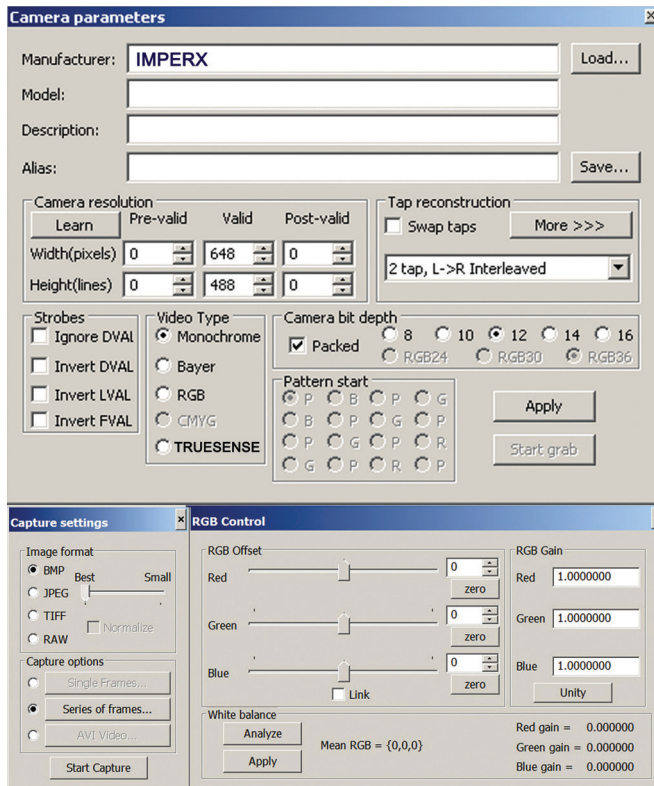 Camera parameters
Manufacturer: IMPERX Load...
Model:
Description:
Alias: Save...
Camera resolution Tap reconstruction
Learn Pre-valid Valid Post-valid Swap taps More >>>
Width(pixels) 0 648 0
2 tap, L->R Interleaved
Height(lines) 0 488 0
Strobes Video Type Camera bit depth
Ignore DVAL Monochrome Packed 8 10 12 14 16
RGB24 RGB30 RGB36
Invert DVAL Bayer
Pattern start
Invert LVAL RGB P B P G
Invert FVAL CMYG B P G P
TRUESENSE P G P R
G P R P
Apply
Start grab
Capture settings
Image format
BMP Best Small
JPEG
TIFF Normalize
RAW
Capture options
Single Frames...
Series of frames...
AVI Video...
Start Capture
RGB Control
RGB Offset RGB Gain
Red 0 Red 1.0000000
zero
Green 0 Green 1.0000000
zero
Blue 0 Blue 1.0000000
Link zero Unity
White balance
Analyze Mean RGB = {0,0,0} Red gain = 0.000000
Apply Green gain = 0.000000
Blue gain = 0.000000